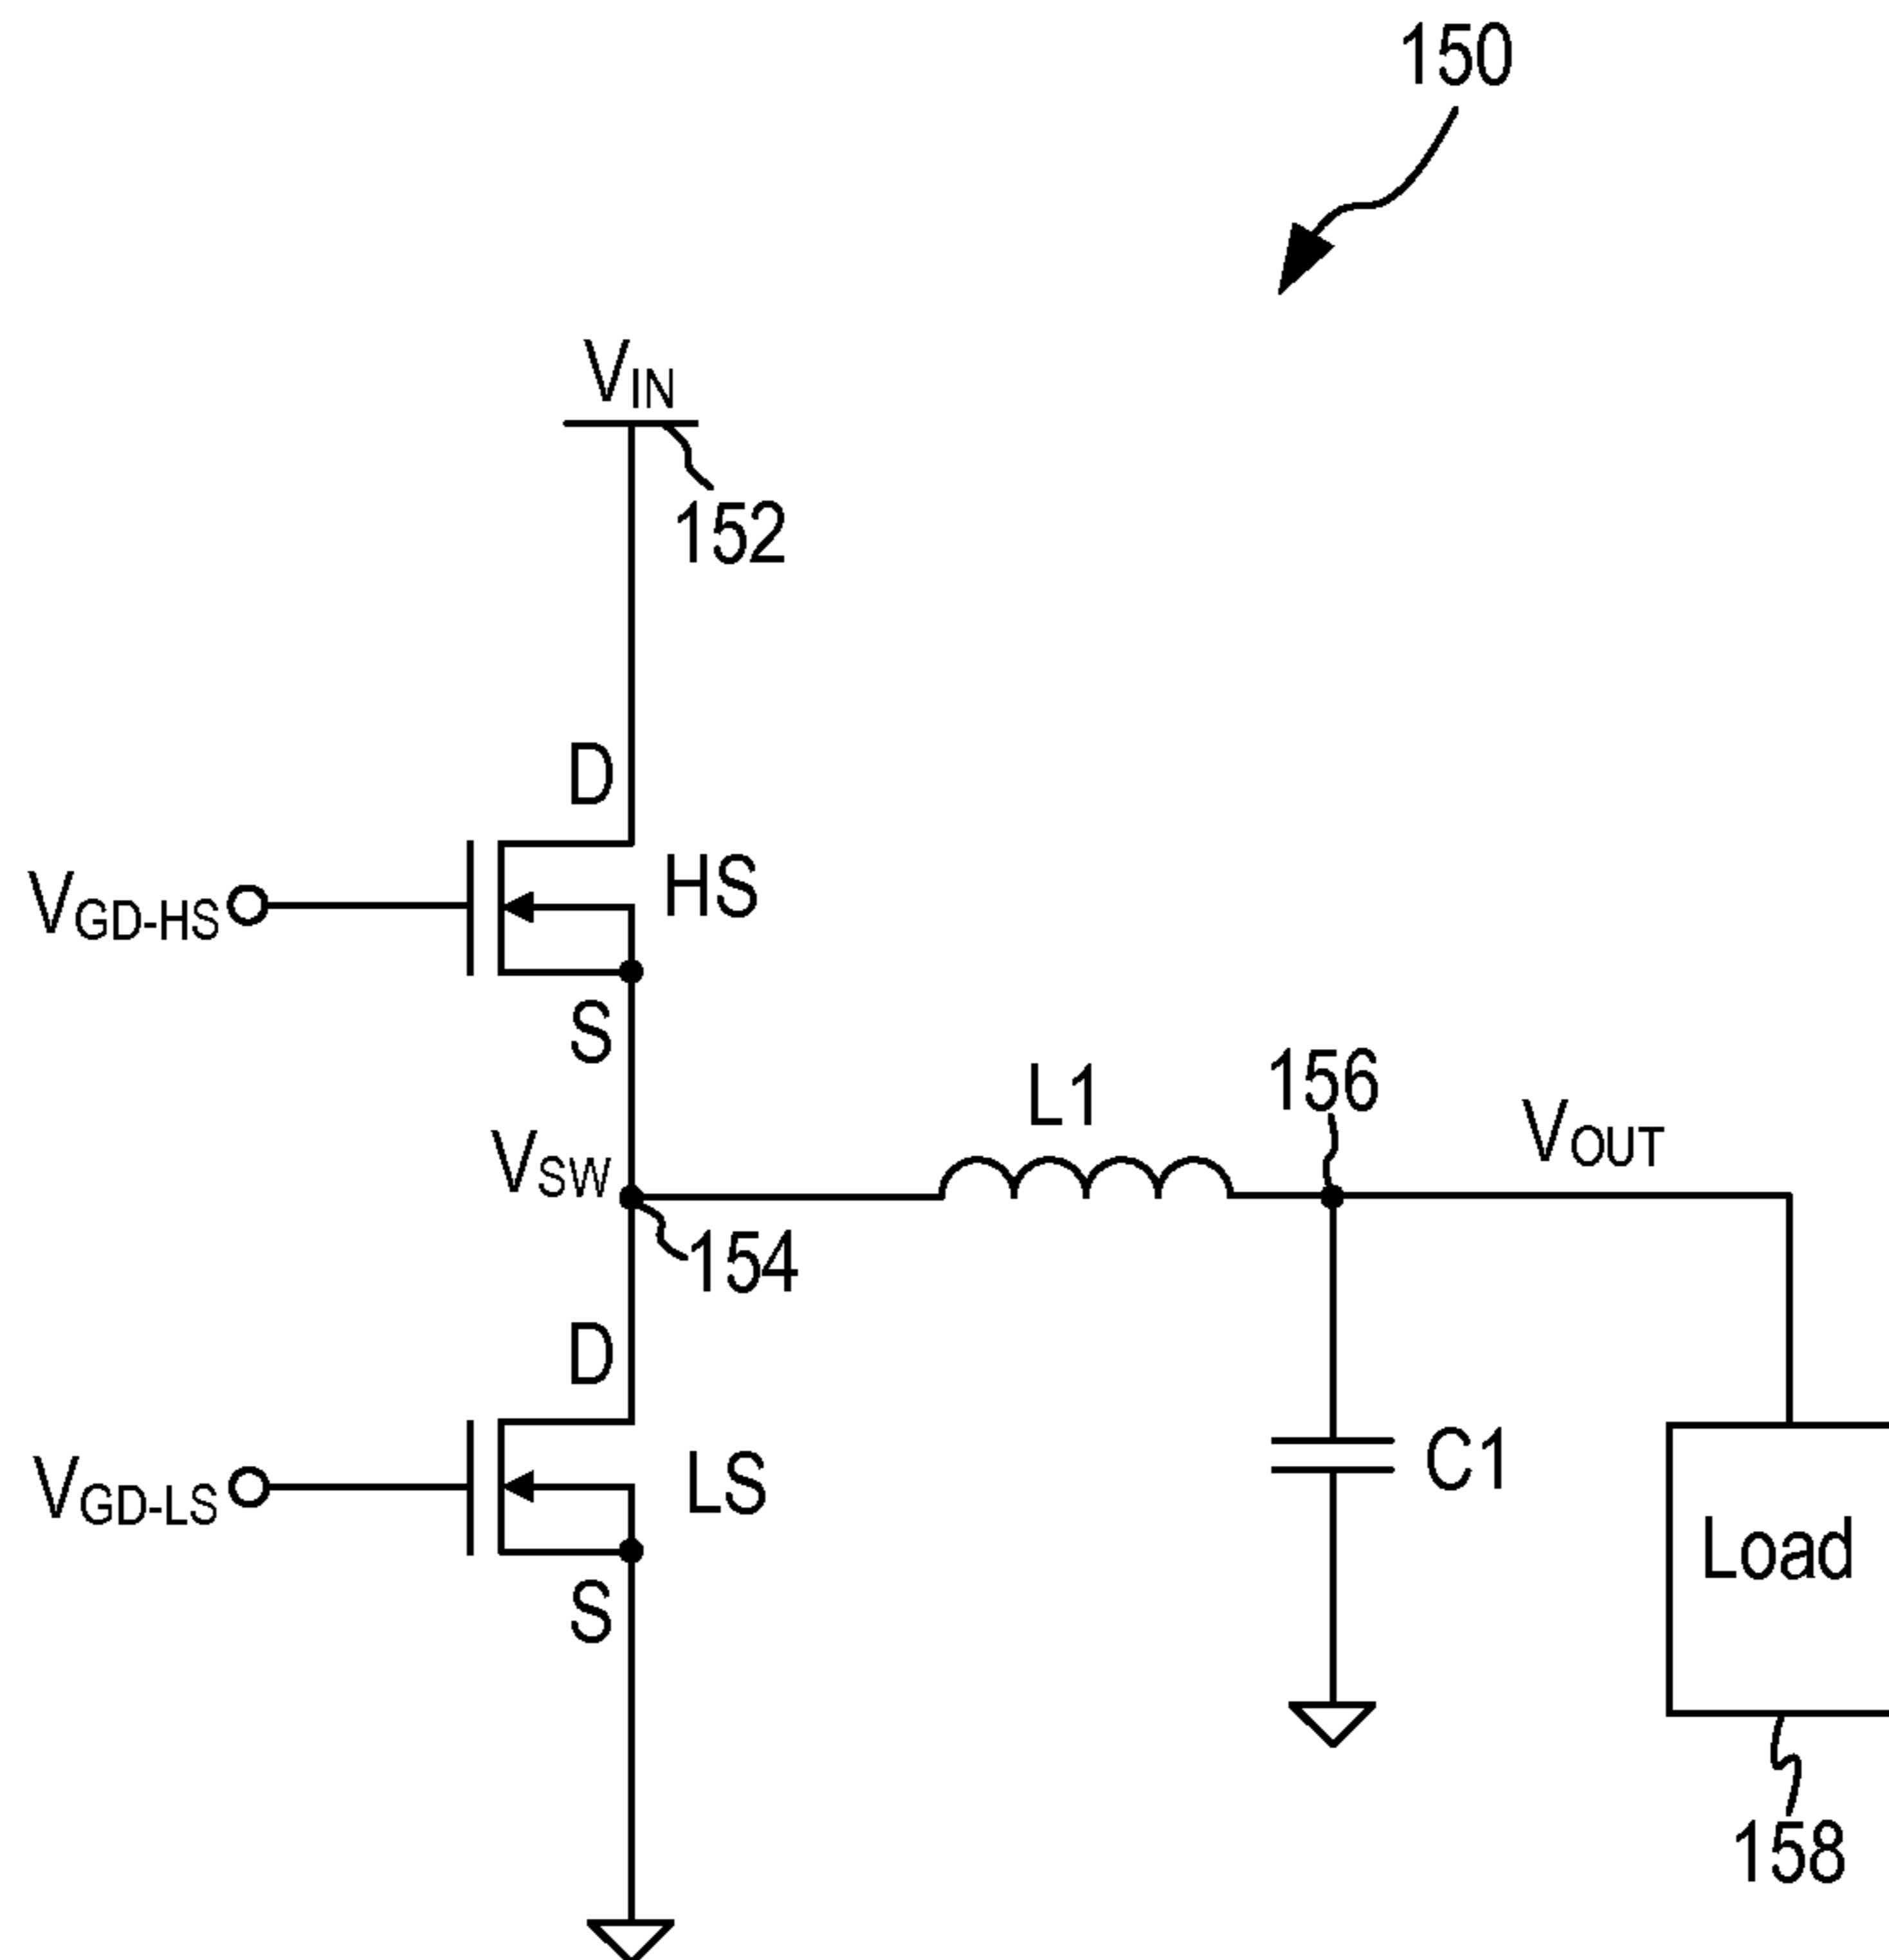 150
VIN
152
D
HS
VGD-HS
S
L1
156
VOUT
VSW
154
D
LS
C1
VGD-LS
Load
S
158